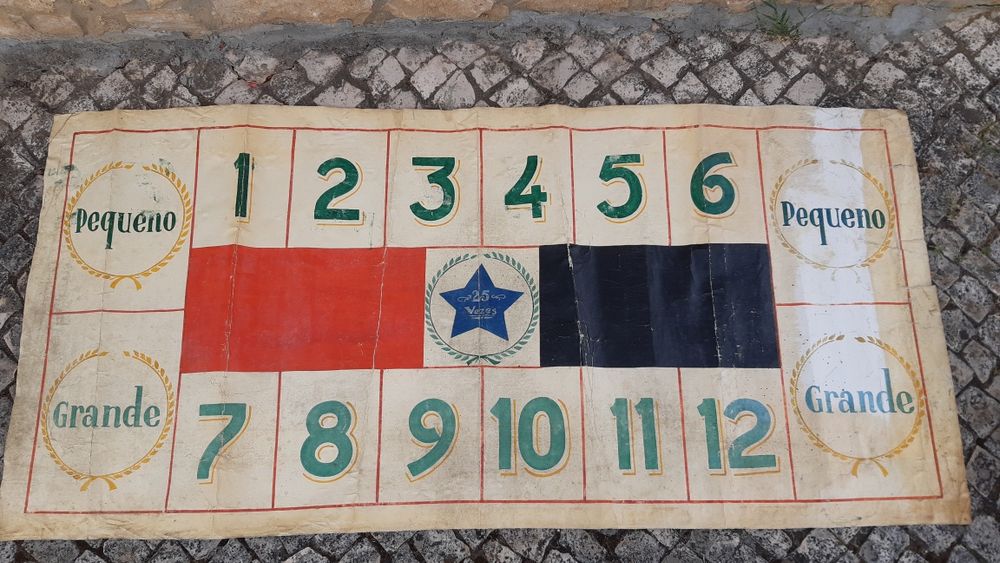 1 2 3 4 5 6
Pequeno
Pequeno
25
Vezes
Grande
Grande
7 8 9 10 11 12